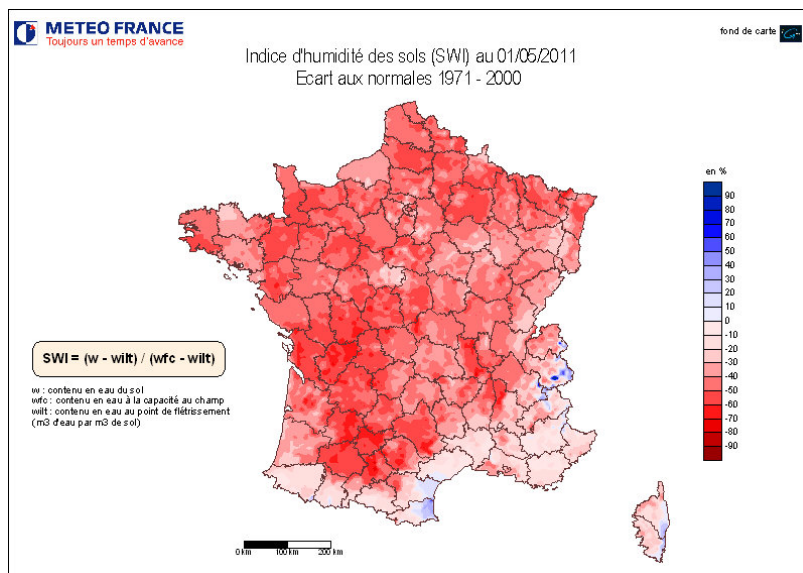 METEO FRANCE
Toujours un temps d'avance
fond de carte
Indice d'humidité des sols (SWI) au 01/05/2011
Ecart aux normales 1971 - 2000
en %
90
80
70
60
50
40
30
20
10
0
-10
-20
-30
-40
-50
-60
-70
-80
-90
SWI = (w - wilt) / (wfc - wilt)
w : contenu en eau du sol
wfc : contenu en eau à la capacité au champ
wilt : contenu en eau au point de flétrissement
(m3 d'eau par m3 de sol)
0 km 100 km 200 km